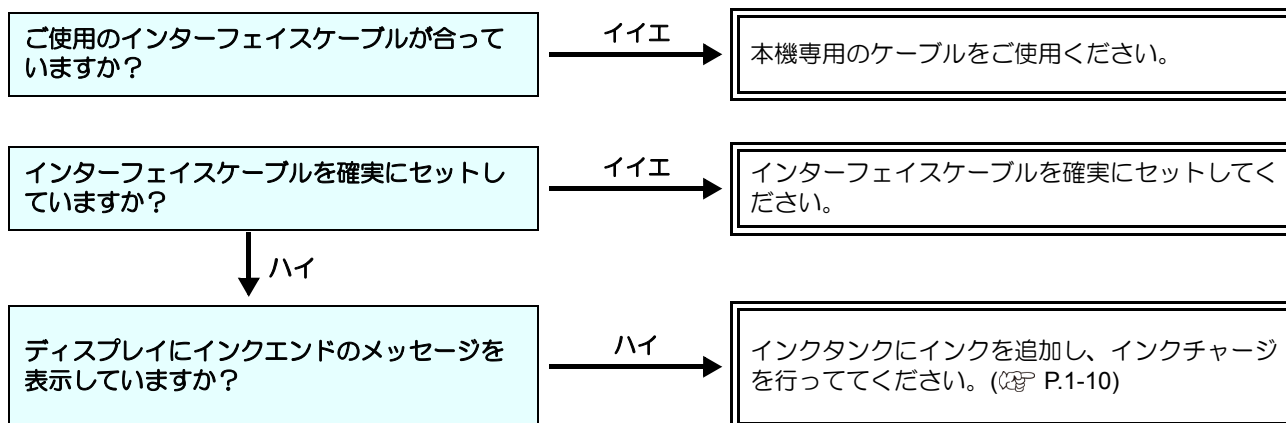 ご使用のインターフェイスケーブルが合って
いますか？
イイエ
本機専用のケーブルをご使用ください。
インターフェイスケーブルを確実にセットし
ていますか？
イイエ
インターフェイスケーブルを確実にセットしてく
ださい。
ハイ
ディスプレイにインクエンドのメッセージを
表示していますか？
ハイ
インクタンクにインクを追加し、インクチャージ
を行っててください。(☞ P.1-10)